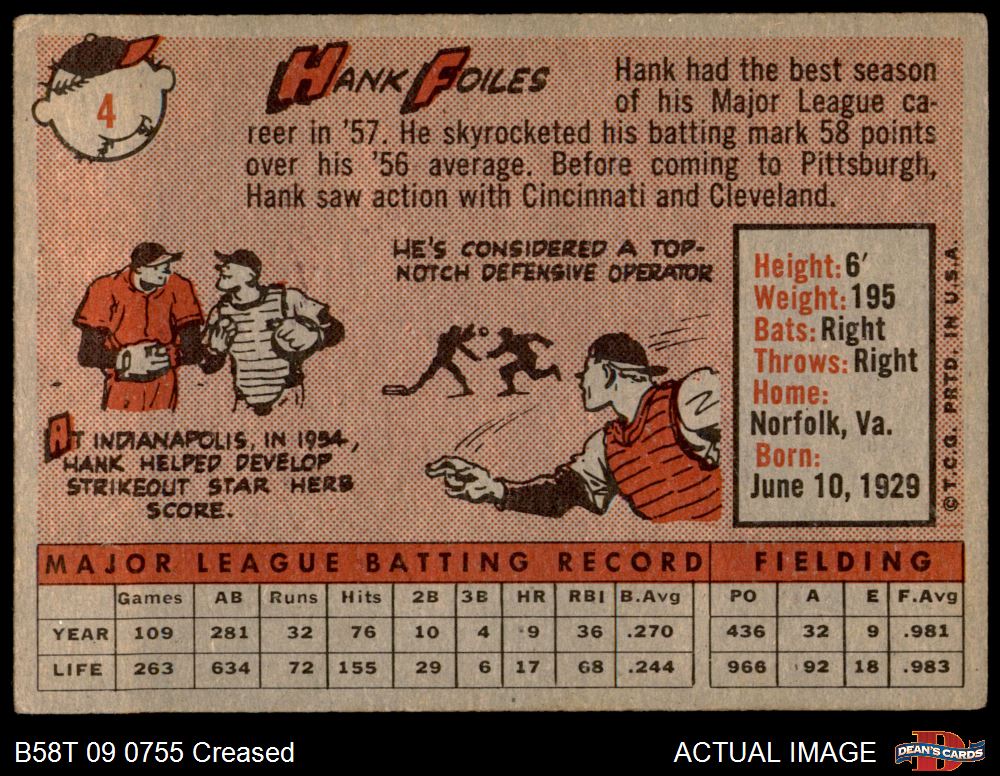 4
HANK FOILES
Hank had the best season
of his Major League ca-
reer in '57. He skyrocketed his batting mark 58 points
over his '56 average. Before coming to Pittsburgh,
Hank saw action with Cincinnati and Cleveland.
HE'S CONSIDERED A TOP-
NOTCH DEFENSIVE OPERATOR
AT INDIANAPOLIS, IN 1954,
HANK HELPED DEVELOP
STRIKEOUT STAR HERB
SCORE.
Height: 6'
Weight: 195
Bats: Right
Throws: Right
Home:
Norfolk, Va.
Born:
June 10, 1929
© T.C.G. PRTD. IN U.S.A.
MAJOR LEAGUE BATTING RECORD FIELDING
Games AB Runs Hits 2B 3B HR RBI B.Avg PO A E F.Avg
YEAR 109 281 32 76 10 4 9 36 .270 436 32 9 .981
LIFE 263 634 72 155 29 6 17 68 .244 966 92 18 .983
B58T 09 0755 Creased ACTUAL IMAGE DEAN'S CARDS